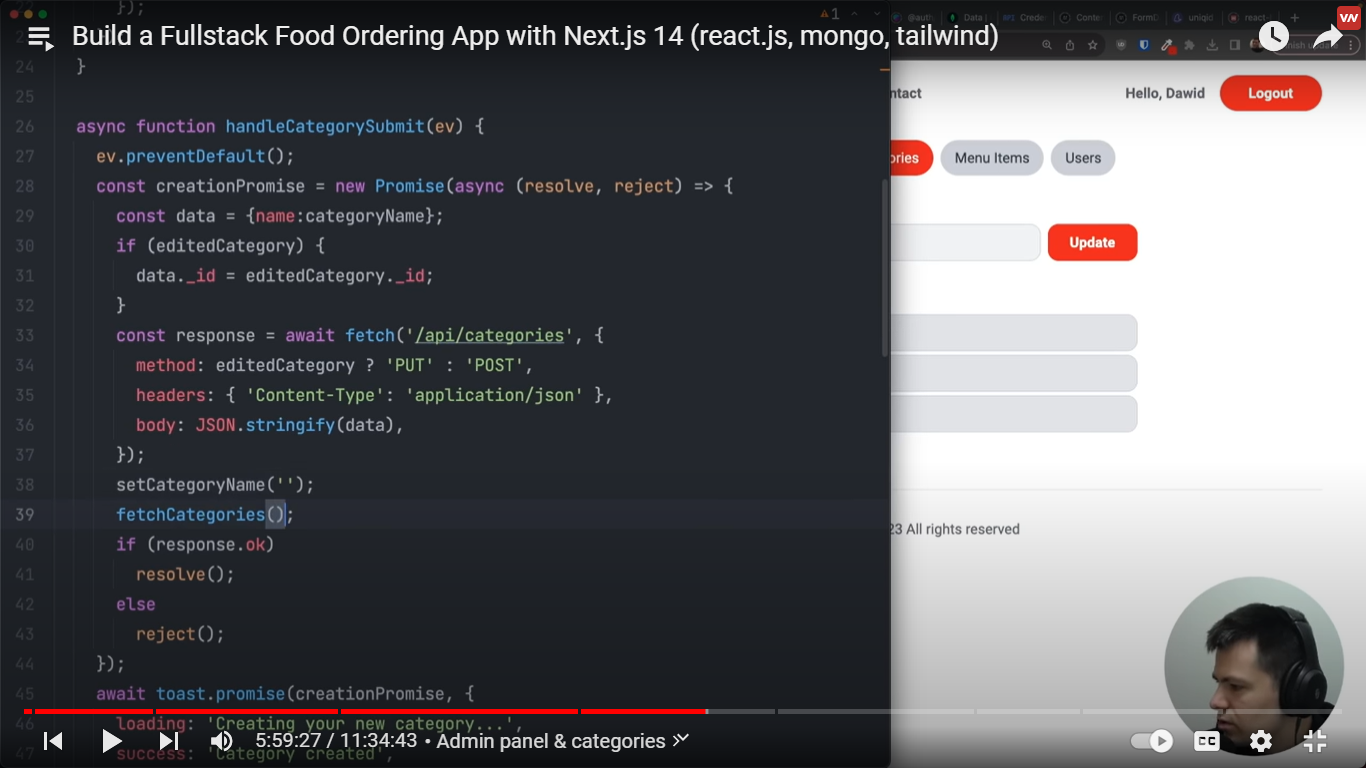 });
1
Build a Fullstack Food Ordering App with Next.js 14 (react.js, mongo, tailwind)
24 }
25
26 async function handleCategorySubmit(ev) {
27 ev.preventDefault();
28 const creationPromise = new Promise(async (resolve, reject) => {
29 const data = {name:categoryName};
30 if (editedCategory) {
31 data._id = editedCategory._id;
32 }
33 const response = await fetch('/api/categories', {
34 method: editedCategory ? 'PUT' : 'POST',
35 headers: { 'Content-Type': 'application/json' },
36 body: JSON.stringify(data),
37 });
38 setCategoryName('');
39 fetchCategories();
40 if (response.ok)
41 resolve();
42 else
43 reject();
44 });
45 await toast.promise(creationPromise, {
46 loading: 'Creating your new category...',
47 success: 'Category created',
ntact
Hello, Dawid
Logout
ories
Menu Items
Users
Update
23 All rights reserved
5:59:27 / 11:34:43 • Admin panel & categories
CC